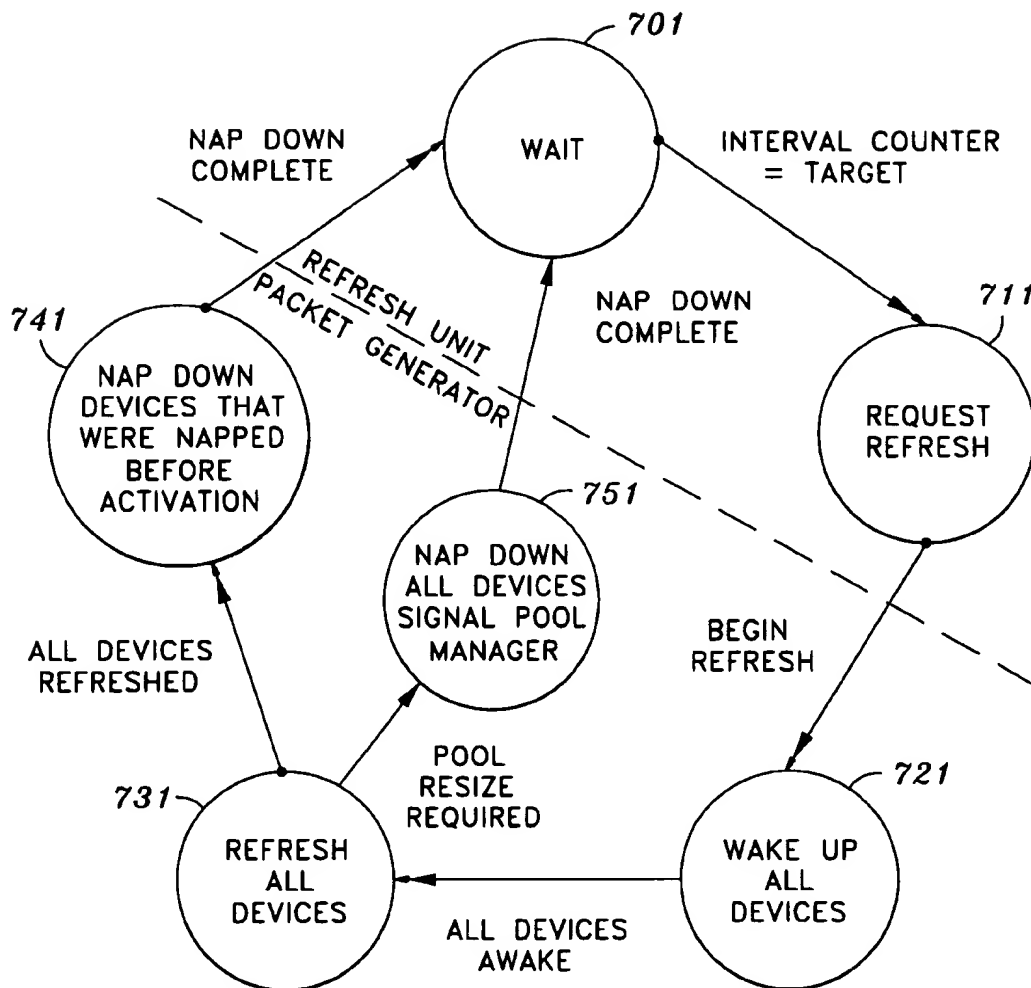 701
WAIT
NAP DOWN
COMPLETE
INTERVAL COUNTER
= TARGET
REFRESH UNIT
PACKET GENERATOR
NAP DOWN
COMPLETE
741
NAP DOWN
DEVICES THAT
WERE NAPPED
BEFORE
ACTIVATION
711
REQUEST
REFRESH
751
NAP DOWN
ALL DEVICES
SIGNAL POOL
MANAGER
BEGIN
REFRESH
ALL DEVICES
REFRESHED
POOL
RESIZE
REQUIRED
731
REFRESH
ALL
DEVICES
721
WAKE UP
ALL
DEVICES
ALL DEVICES
AWAKE